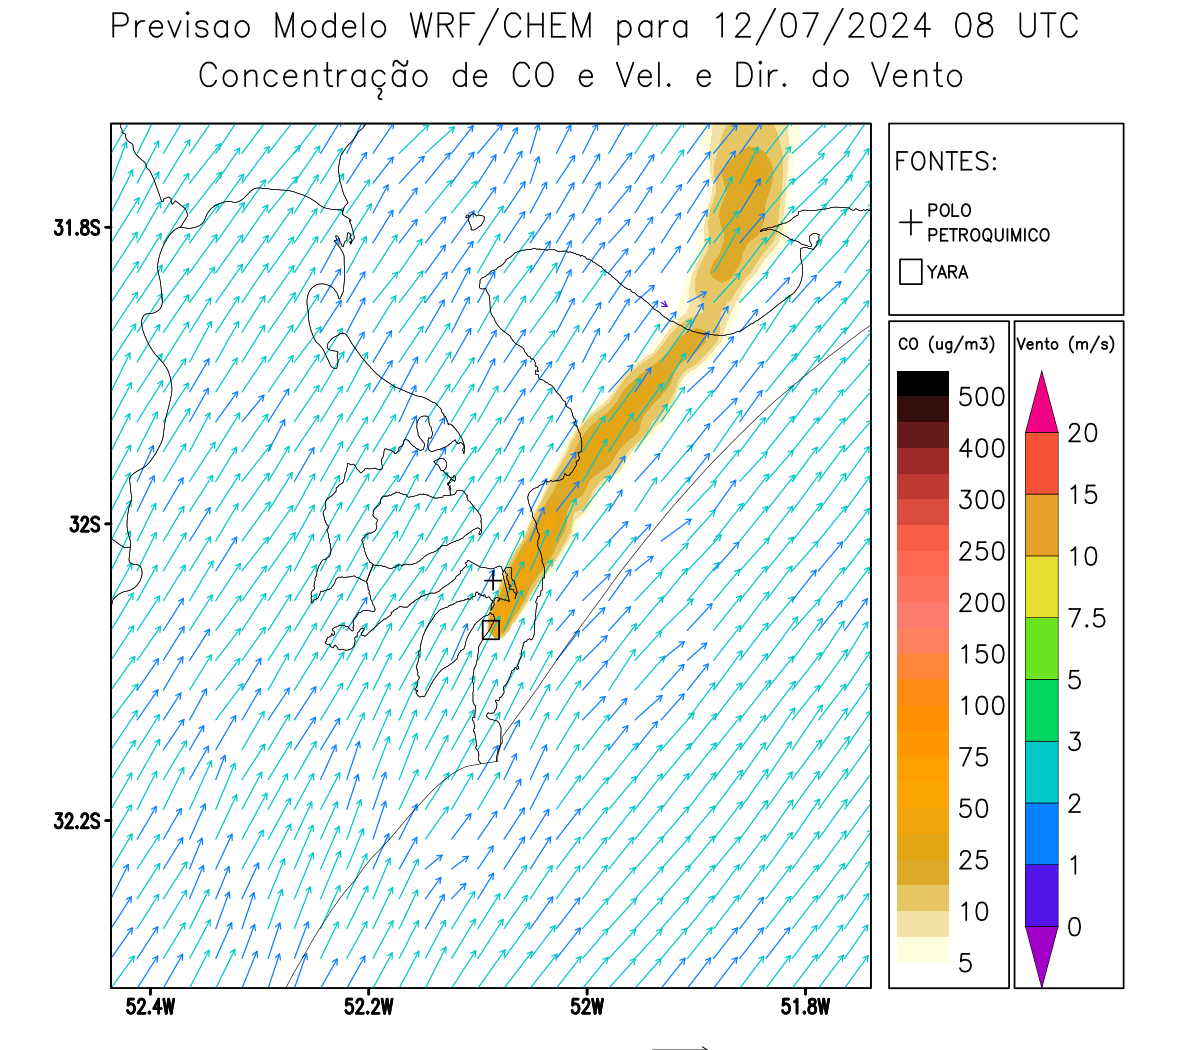 Previsao Modelo WRF/CHEM para 12/07/2024 08 UTC
Concentração de CO e Vel. e Dir. do Vento
FONTES:
POLO
PETROQUIMICO
YARA
CO (ug/m3)
500
400
300
250
200
150
100
75
50
25
10
5
Vento (m/s)
20
15
10
7.5
5
3
2
1
0
31.8S
32S
32.2S
52.4W
52.2W
52W
51.8W